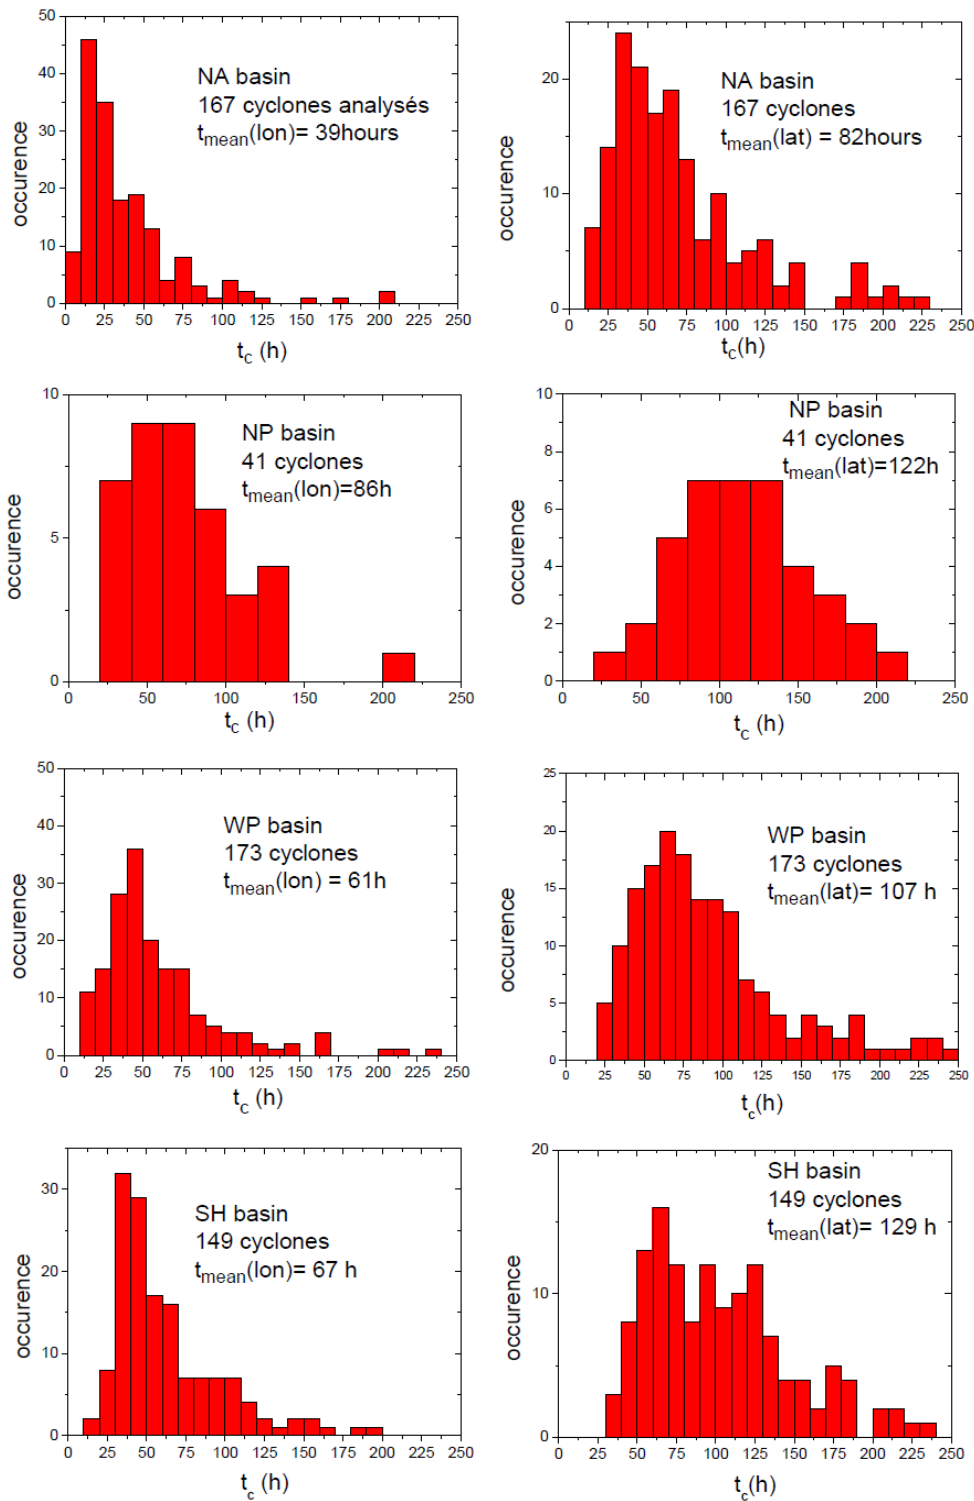 50
40
30
20
10
0
occurence
NA basin
167 cyclones analysés
tmean(lon)= 39hours
0 25 50 75 100 125 150 175 200 225 250
tc (h)
20
10
0
occurence
NA basin
167 cyclones
tmean(lat) = 82hours
0 25 50 75 100 125 150 175 200 225 250
tc(h)
10
5
0
occurence
NP basin
41 cyclones
tmean(lon)=86h
0 50 100 150 200 250
tc (h)
10
8
6
4
2
0
occurence
NP basin
41 cyclones
tmean(lat)=122h
0 50 100 150 200 250
tc (h)
50
40
30
20
10
0
occurence
WP basin
173 cyclones
tmean(lon) = 61h
0 25 50 75 100 125 150 175 200 225 250
tc (h)
25
20
15
10
5
0
occurence
WP basin
173 cyclones
tmean(lat)= 107 h
0 25 50 75 100 125 150 175 200 225 250
tc(h)
30
20
10
0
occurence
SH basin
149 cyclones
tmean(lon)= 67 h
0 25 50 75 100 125 150 175 200 225 250
tc (h)
20
10
0
occurence
SH basin
149 cyclones
tmean(lat)= 129 h
0 25 50 75 100 125 150 175 200 225 250
tc(h)